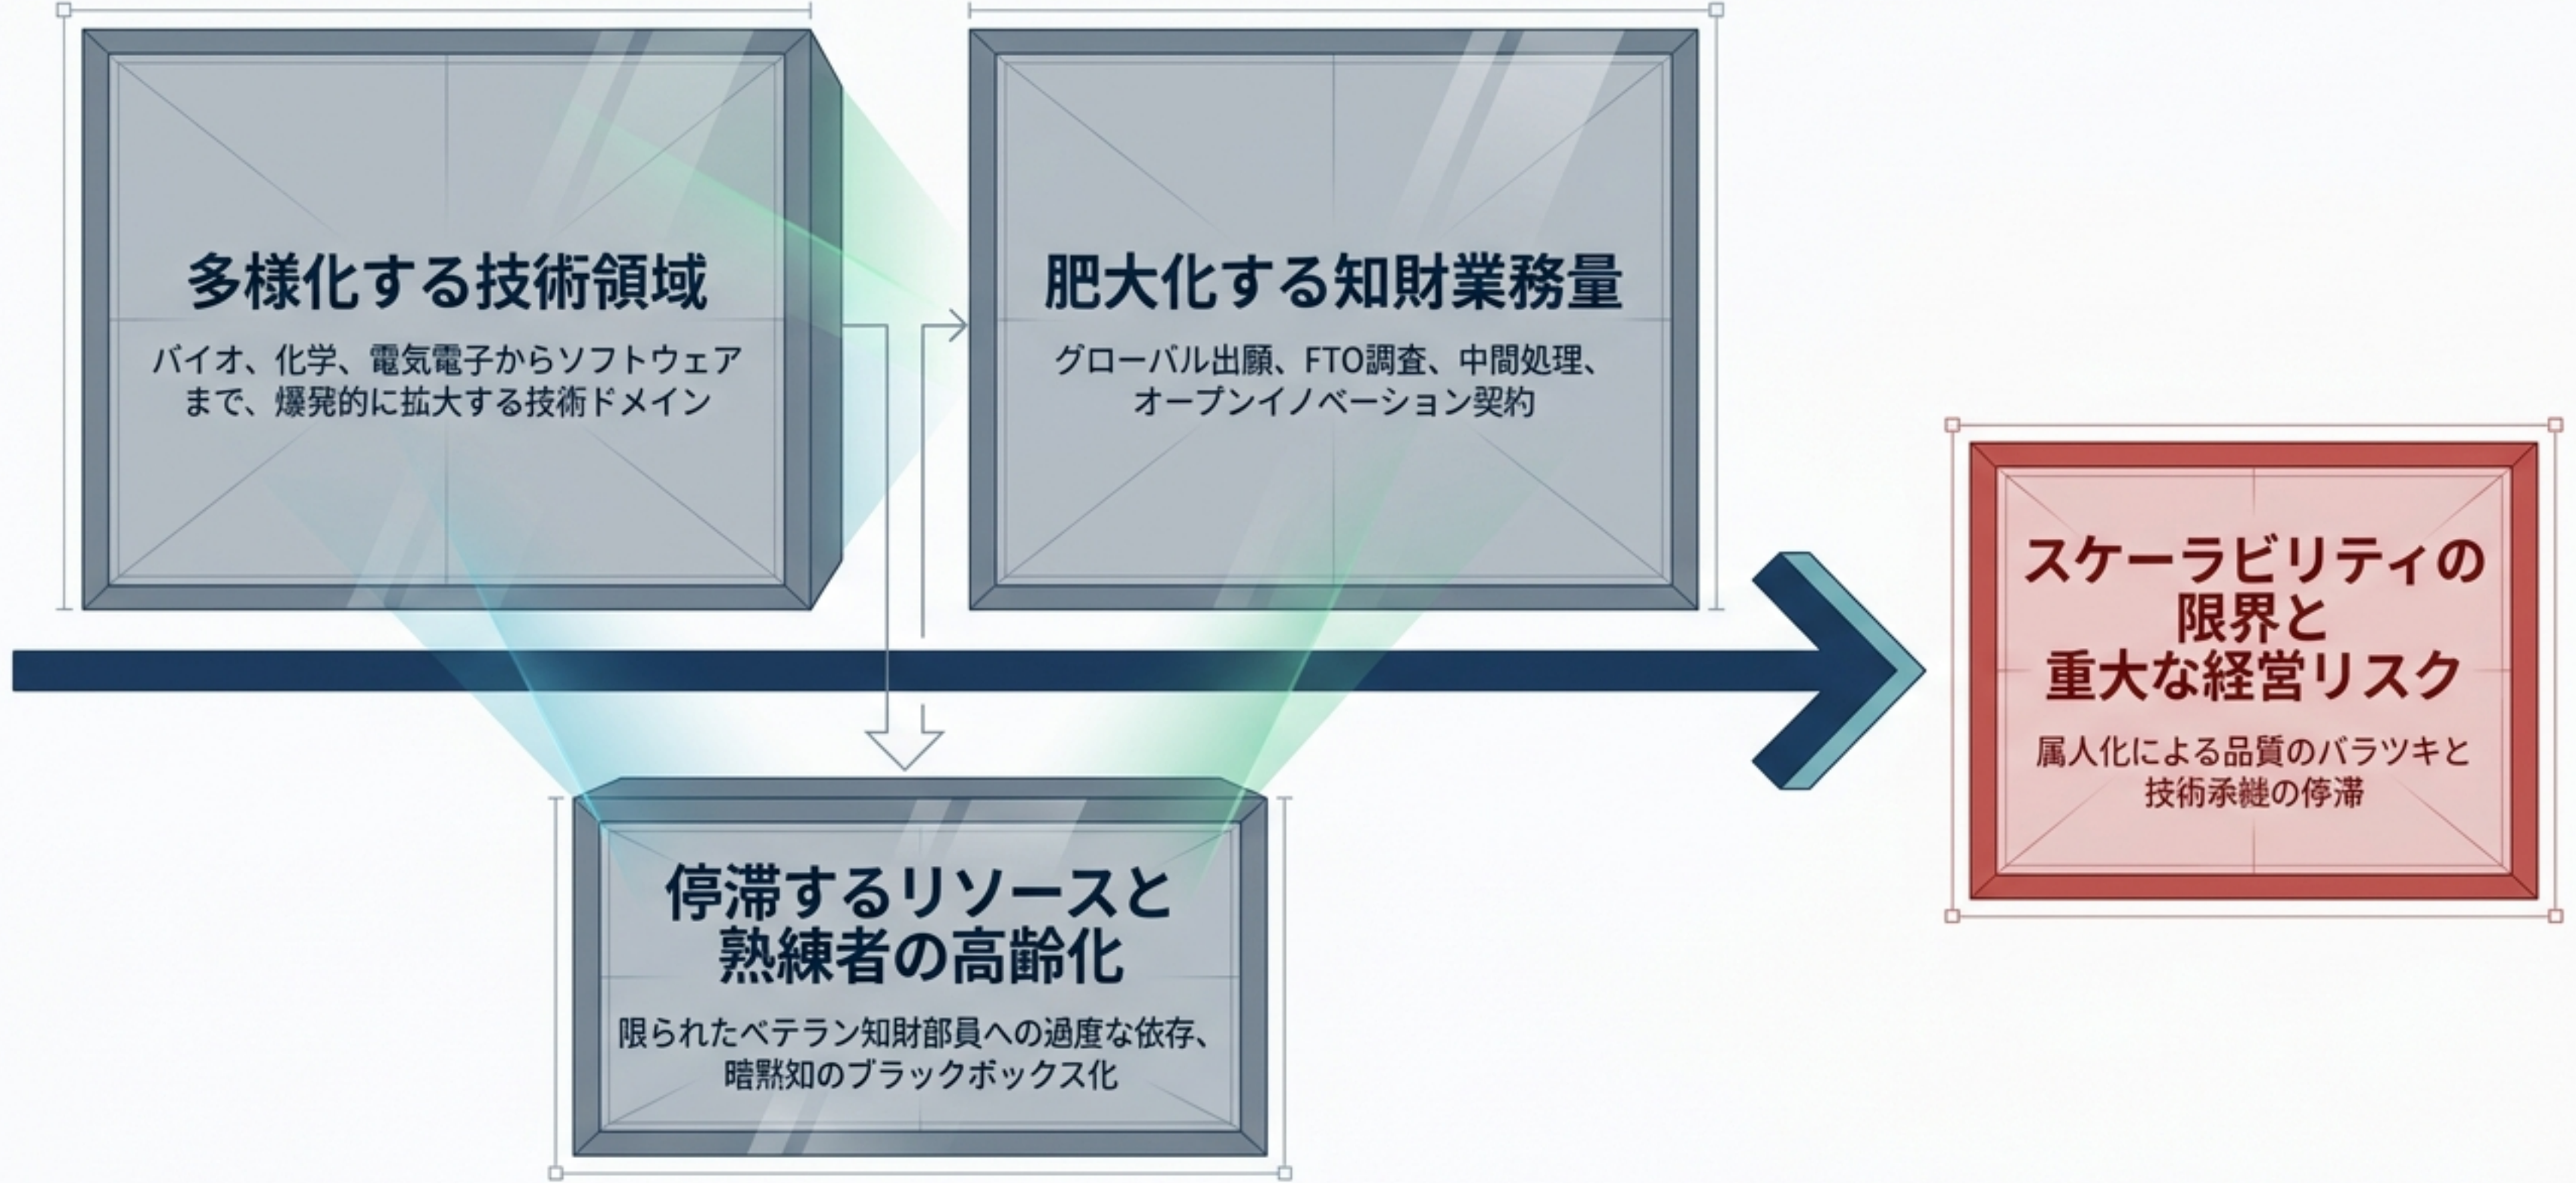 多様化する技術領域
バイオ、化学、電気電子からソフトウェア
まで、爆発的に拡大する技術ドメイン
肥大化する知財業務量
グローバル出願、FTO調査、中間処理、
オープンイノベーション契約
停滞するリソースと
熟練者の高齢化
限られたベテラン知財部員への過度な依存、
暗黙知のブラックボックス化
スケーラビリティの
限界と
重大な経営リスク
属人化による品質のバラツキと
技術承継の停滞